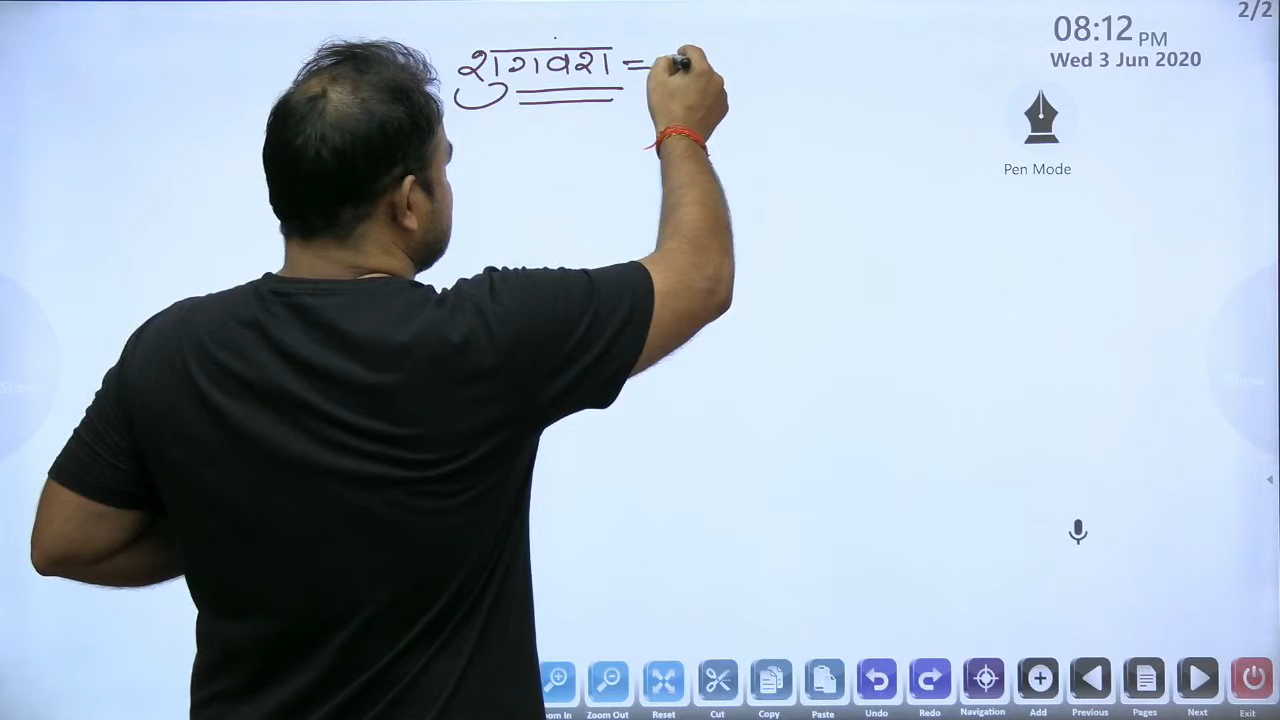 2/2
08:12 PM
Wed 3 Jun 2020
शुंगवंश =
Pen Mode
Zoom Out
Reset
Cut
Copy
Paste
Undo
Redo
Navigation
Add
Previous
Pages
Next
Exit